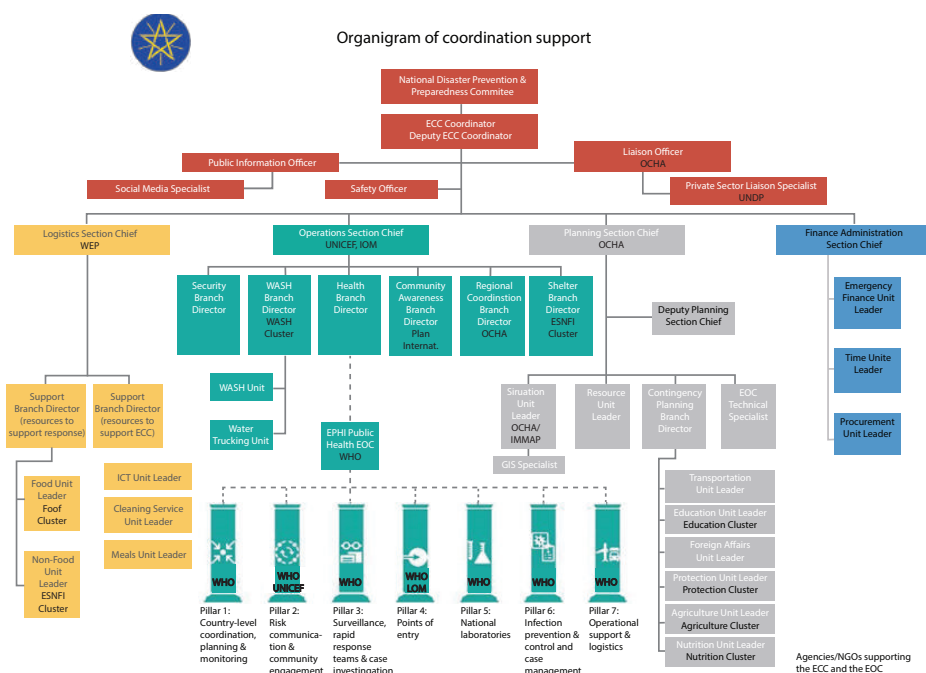 Organigram of coordination support
National Disaster Prevention &
Preparedness Commitee
ECC Coordinator
Deputy ECC Coordinator
Public Information Officer
Liaison Officer
OCHA
Social Media Specialist
Safety Officer
Private Sector Liaison Specialist
UNDP
Logistics Section Chief
WEP
Operations Section Chief
UNICEF, IOM
Planning Section Chief
OCHA
Finance Administration
Section Chief
Security
Branch
Director
WASH
Branch
Director
WASH
Cluster
Health
Branch
Director
Community
Awareness
Branch
Director
Plan
Internat.
Regional
Coordinstion
Branch
Director
OCHA
Shelter
Branch
Director
ESNFI
Cluster
Deputy Planning
Section Chief
Emergency
Finance Unit
Leader
Time Unite
Leader
Procurement
Unit Leader
WASH Unit
Water
Trucking Unit
EPHI Public
Health EOC
WHO
Support
Branch Director
(resources to
support response)
Support
Branch Director
(resources to
support ECC)
Siruation
Unit
Leader
OCHA/
IMMAP
Resource
Unit
Leader
Contingency
Planning
Branch
Director
EOC
Technical
Specialist
GIS Specialist
Food Unit
Leader
Foof
Cluster
Non-Food
Unit
Leader
ESNFI
Cluster
ICT Unit Leader
Cleaning Service
Unit Leader
Meals Unit Leader
Transportation
Unit Leader
Education Unit Leader
Education Cluster
Foreign Affairs
Unit Leader
Protection Unit Leader
Protection Cluster
Agriculture Unit Leader
Agriculture Cluster
Nutrition Unit Leader
Nutrition Cluster
WHO
WHO
UNICEF
WHO
WHO
LOM
WHO
WHO
WHO
Pillar 1:
Country-level
coordination,
planning &
monitoring
Pillar 2:
Risk
communica-
tion &
community
engagement
Pillar 3:
Surveillance,
rapid
response
teams & case
investigation
Pillar 4:
Points of
entry
Pillar 5:
National
laboratories
Pillar 6:
Infection
prevention &
control and
case
management
Pillar 7:
Operational
support &
logistics
Agencies/NGOs supporting
the ECC and the EOC